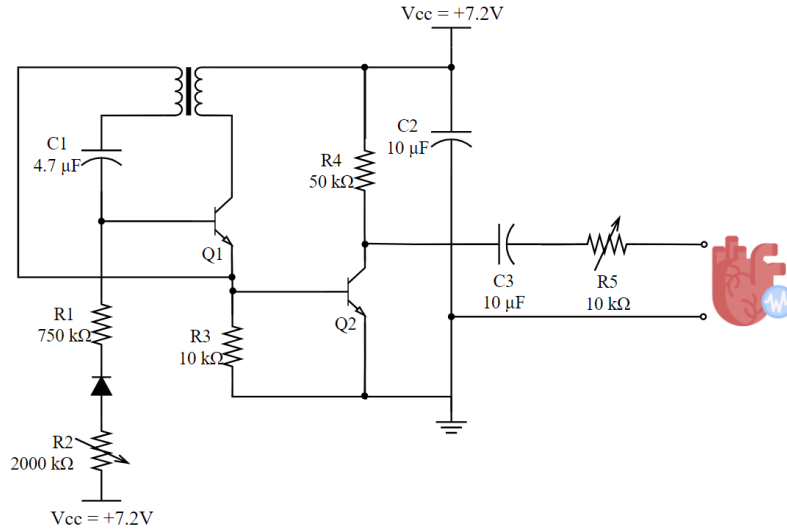 Vcc = +7.2V
C1
4.7 µF
C2
10 µF
R4
50 kΩ
Q1
C3
10 µF
R5
10 kΩ
R1
750 kΩ
R3
10 kΩ
Q2
R2
2000 kΩ
Vcc = +7.2V